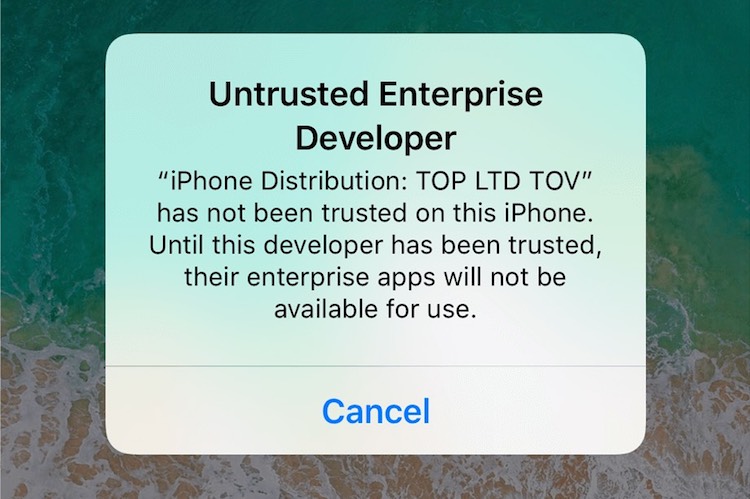 Untrusted Enterprise
Developer
“iPhone Distribution: TOP LTD TOV”
has not been trusted on this iPhone.
Until this developer has been trusted,
their enterprise apps will not be
available for use.
Cancel